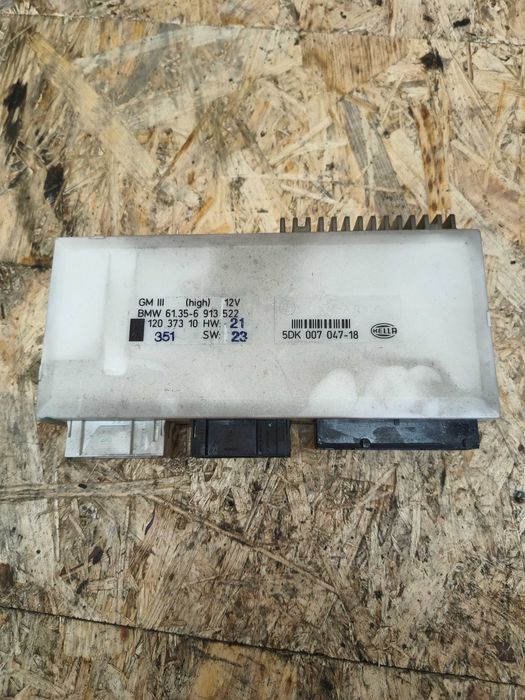 GM III (high) 12V
BMW 61.35-6 913 522
120 373 10 HW: 21
351 SW: 23
5DK 007 047-18
HELLA